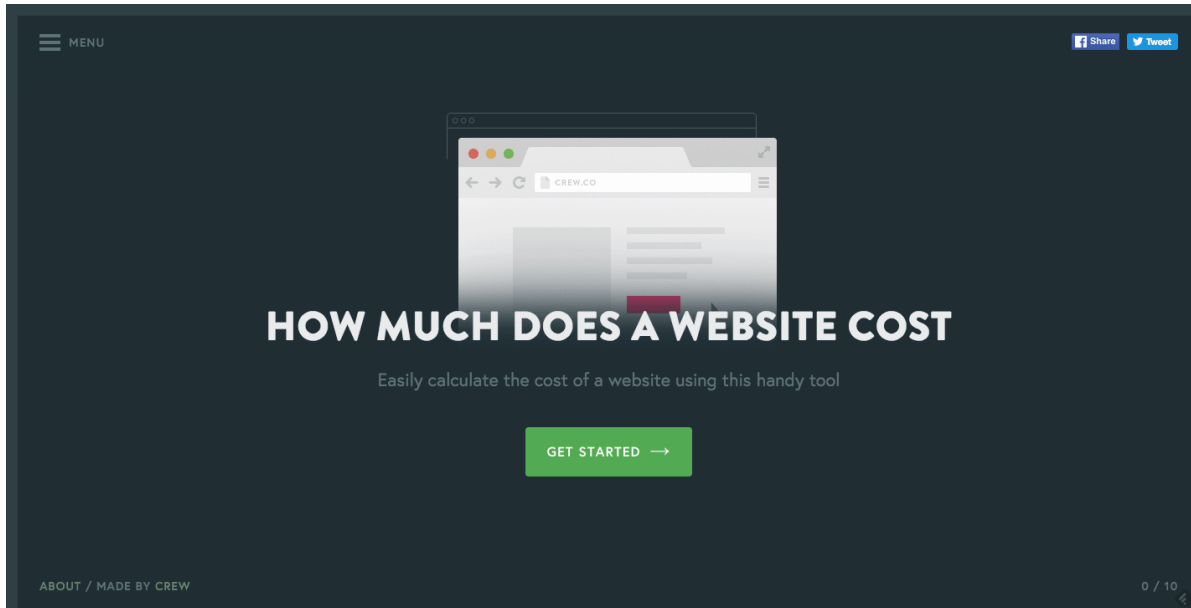 MENU
Share
Tweet
CREW.CO
HOW MUCH DOES A WEBSITE COST
Easily calculate the cost of a website using this handy tool
GET STARTED →
ABOUT / MADE BY CREW
0 / 10